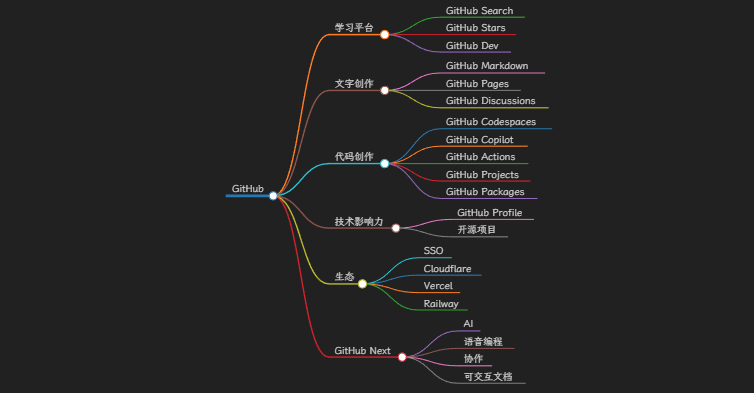 GitHub
学习平台
GitHub Search
GitHub Stars
GitHub Dev
文字创作
GitHub Markdown
GitHub Pages
GitHub Discussions
代码创作
GitHub Codespaces
GitHub Copilot
GitHub Actions
GitHub Projects
GitHub Packages
技术影响力
GitHub Profile
开源项目
生态
SSO
Cloudflare
Vercel
Railway
GitHub Next
AI
语音编程
协作
可交互文档